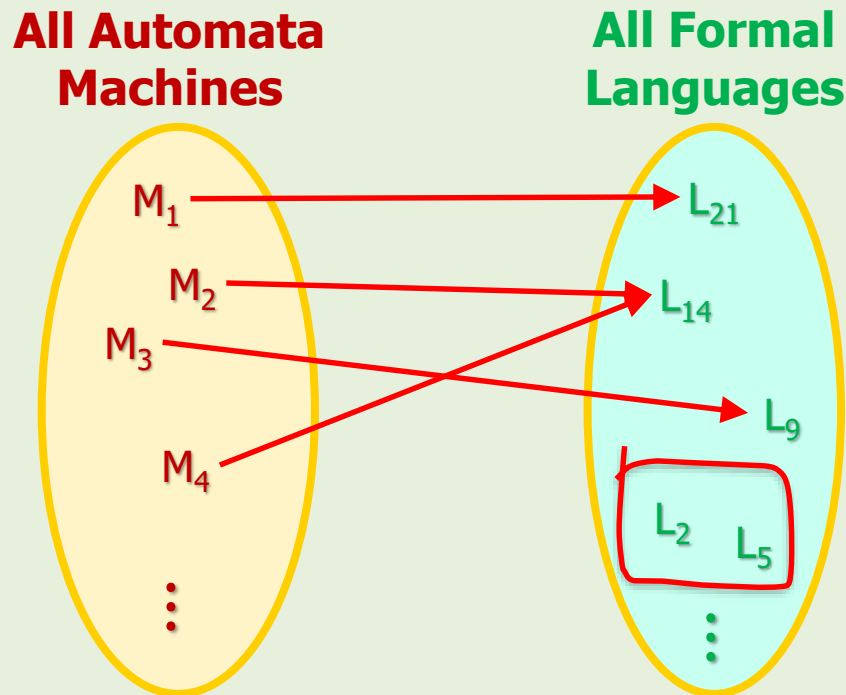 All Automata
Machines
All Formal
Languages
M₁
L₂₁
M₂
L₁₄
M₃
L₉
M₄
L₂
L₅
⋮
⋮